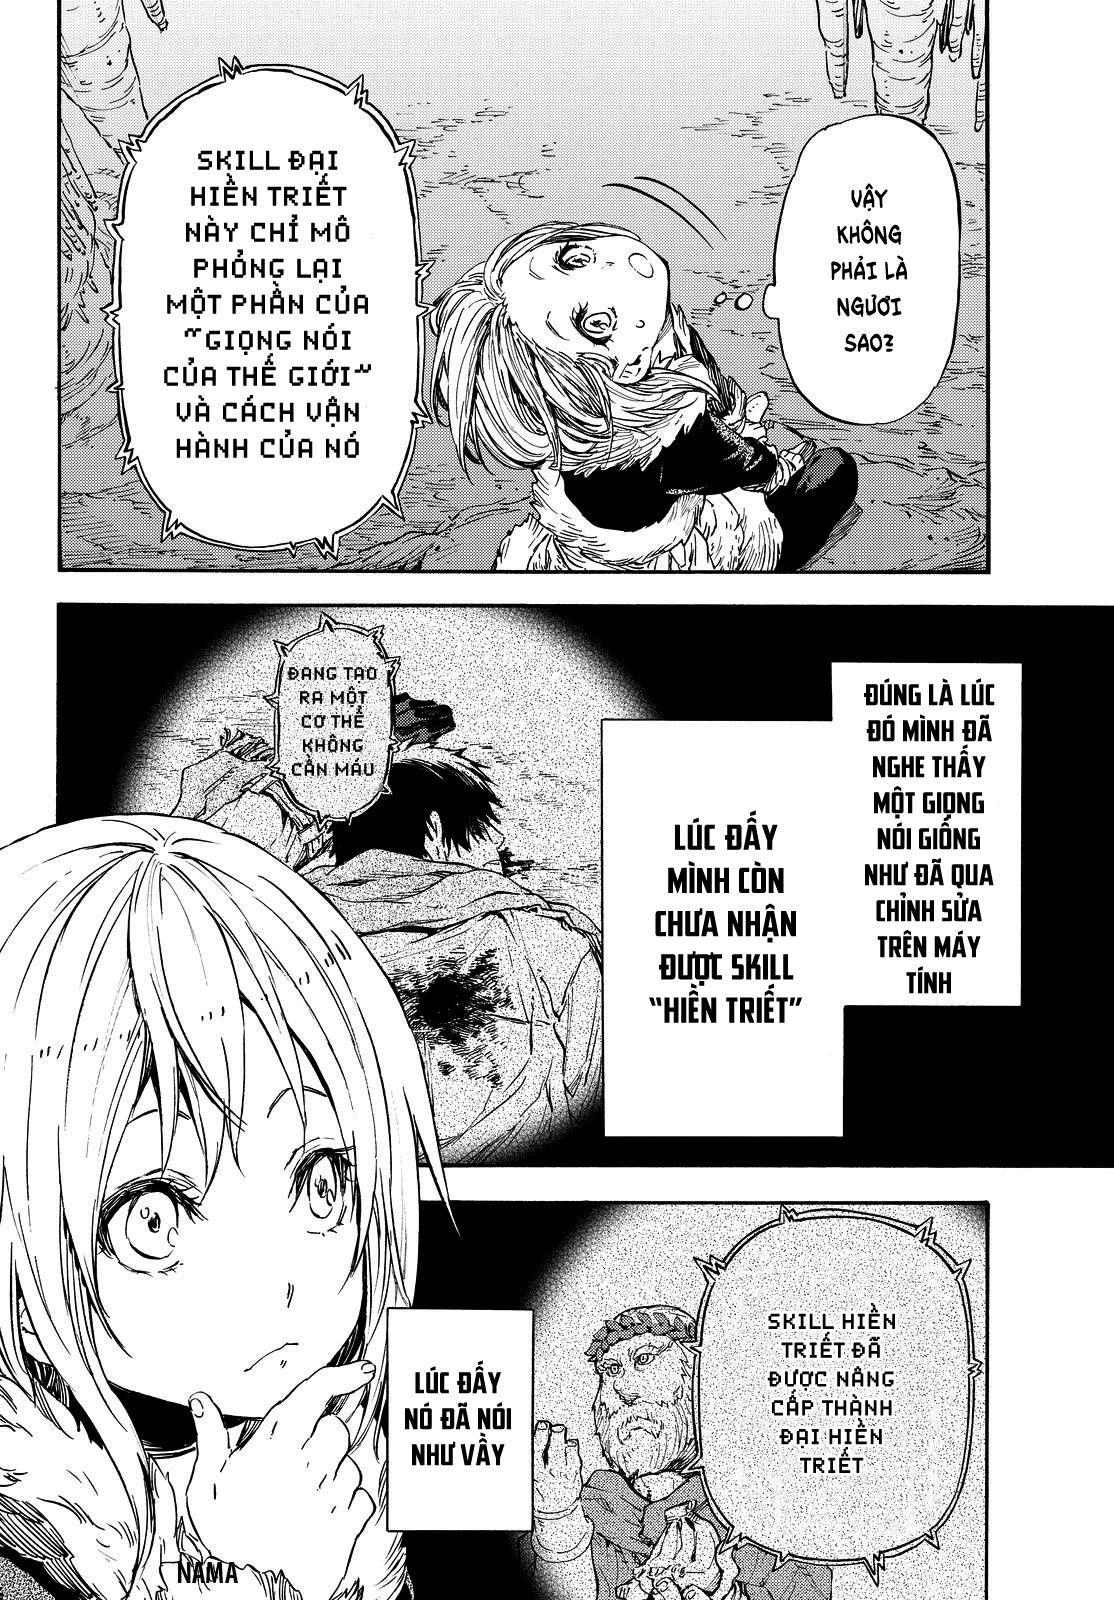 VẬY
KHÔNG
PHẢI LÀ
NGƯƠI
SAO?
SKILL ĐẠI
HIỀN TRIẾT
NÀY CHỈ MÔ
PHỎNG LẠI
MỘT PHẦN CỦA
~GIỌNG NÓI
CỦA THẾ GIỚI~
VÀ CÁCH VẬN
HÀNH CỦA NÓ
ĐÚNG LÀ LÚC
ĐÓ MÌNH ĐÃ
NGHE THẤY
MỘT GIỌNG
NÓI GIỐNG
NHƯ ĐÃ QUA
CHỈNH SỬA
TRÊN MÁY
TÍNH
LÚC ĐẤY
MÌNH CÒN
CHƯA NHẬN
ĐƯỢC SKILL
“HIỀN TRIẾT”
ĐANG TẠO
RA MỘT
CƠ THỂ
KHÔNG
CẦN MÁU
SKILL HIỀN
TRIẾT ĐÃ
ĐƯỢC NÂNG
CẤP THÀNH
ĐẠI HIỀN
TRIẾT
LÚC ĐẤY
NÓ ĐÃ NÓI
NHƯ VẦY
NAMA